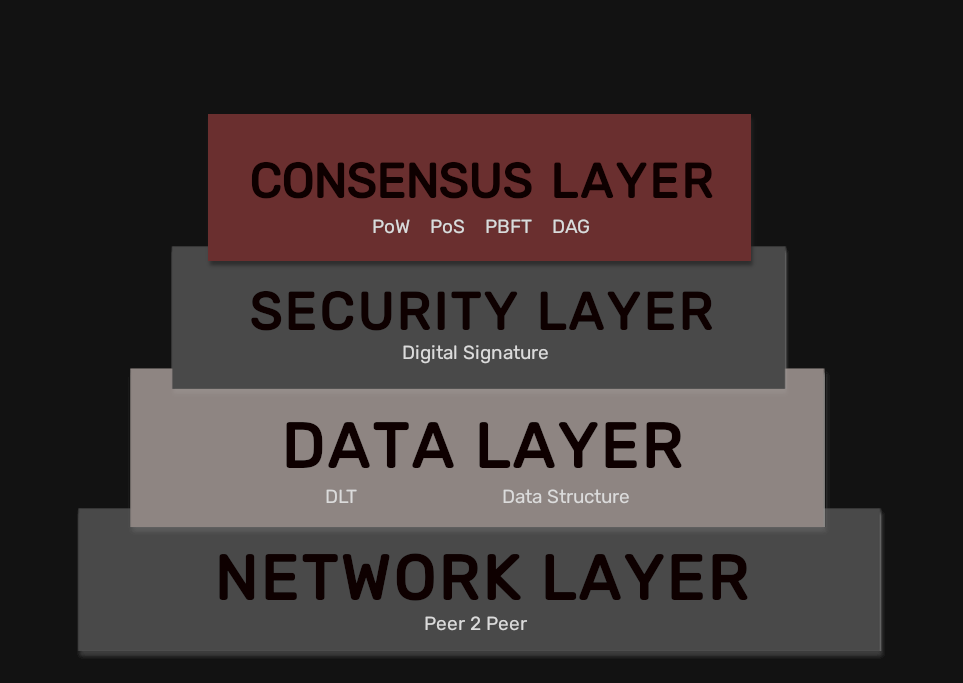 CONSENSUS LAYER
PoW PoS PBFT DAG
SECURITY LAYER
Digital Signature
DATA LAYER
DLT Data Structure
NETWORK LAYER
Peer 2 Peer